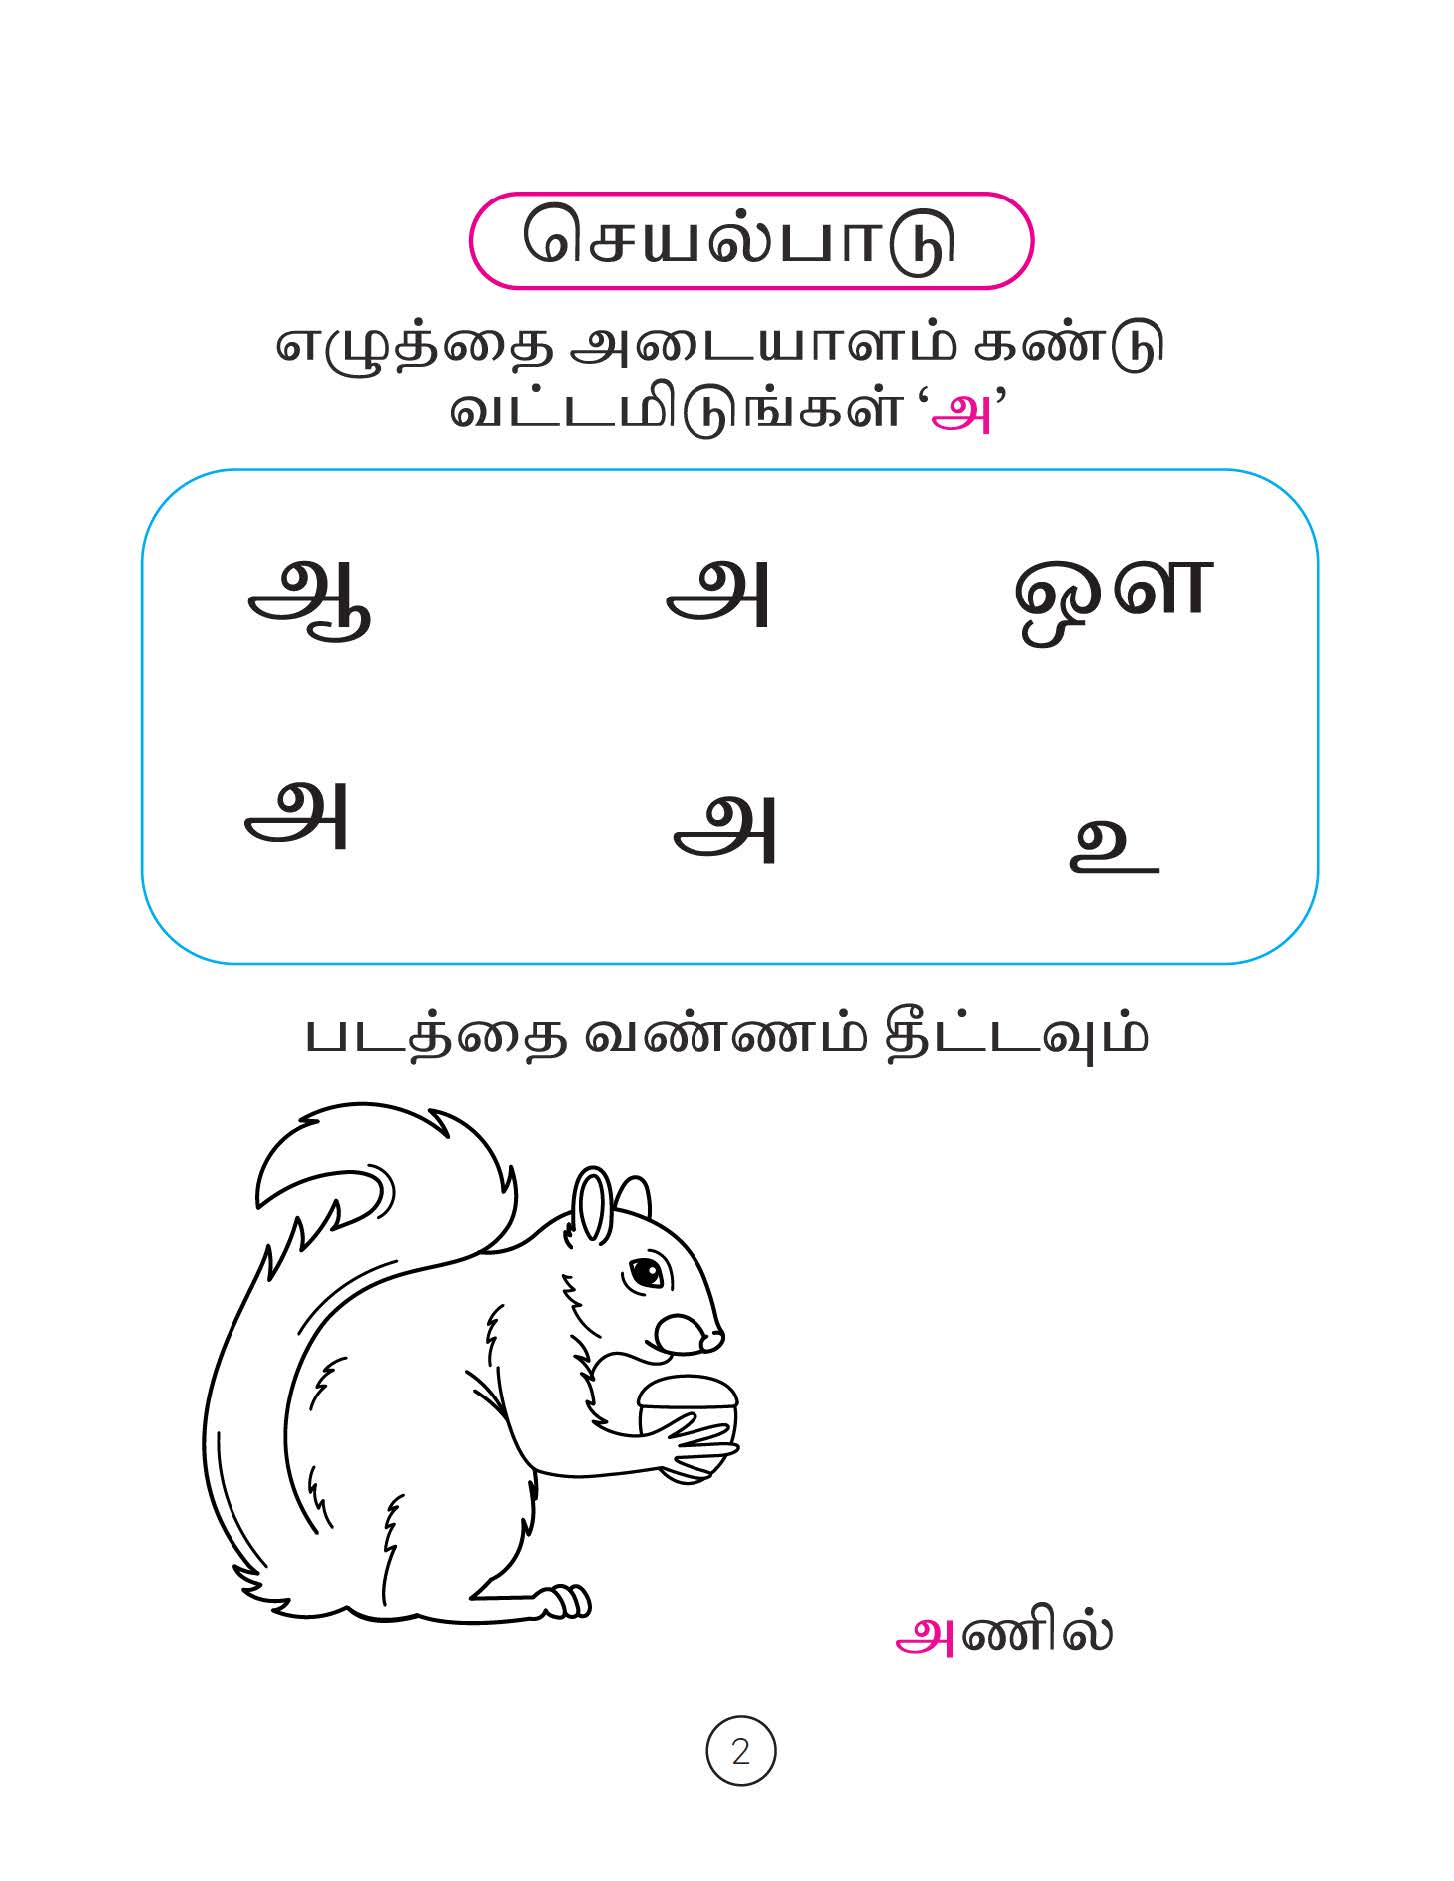 செயல்பாடு
எழுத்தை அடையாளம் கண்டு
வட்டமிடுங்கள் ‘அ’
ஆ அ ஔ
அ அ உ
படத்தை வண்ணம் தீட்டவும்
அணில்
2